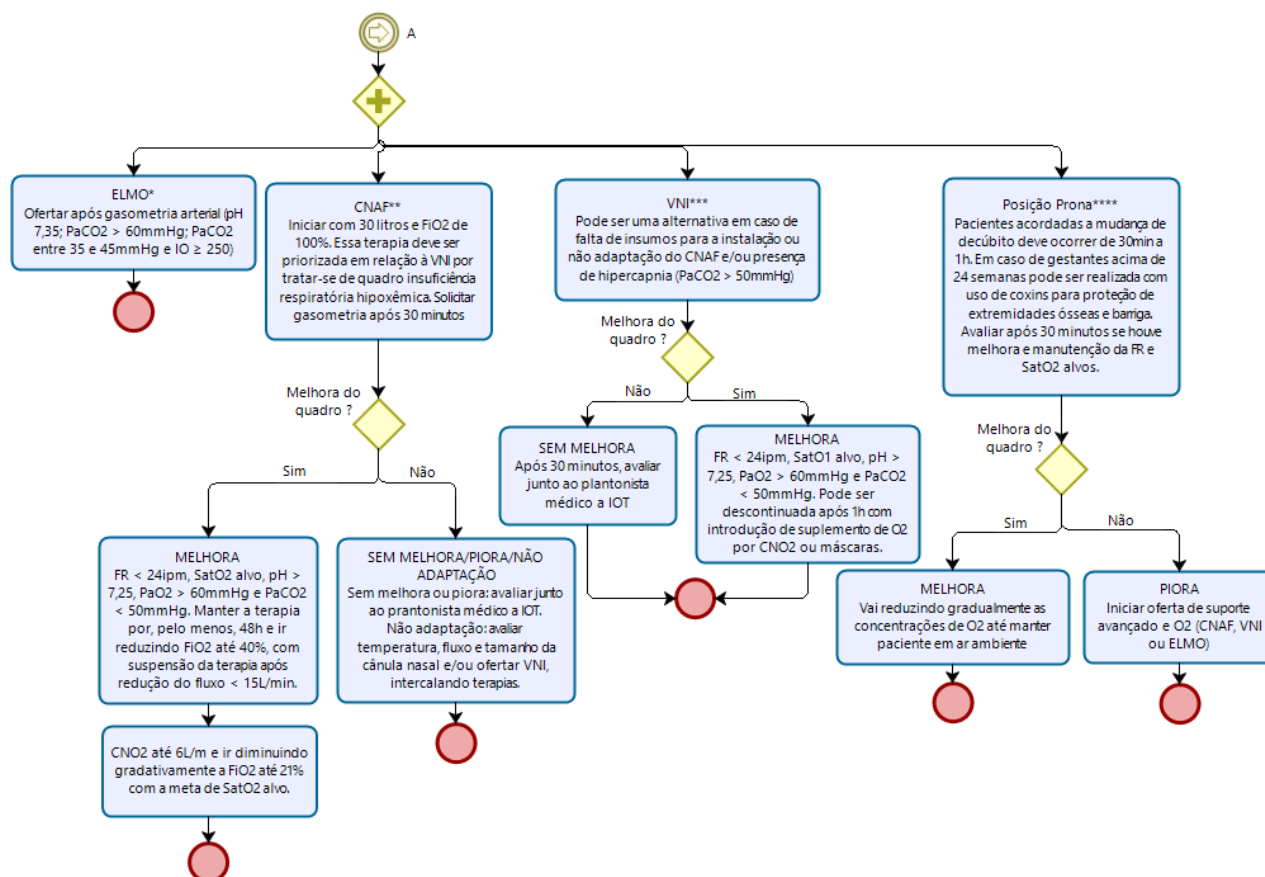 A
ELMO*
Ofertar após gasometria arterial (pH
7,35; PaCO2 > 60mmHg; PaCO2
entre 35 e 45mmHg e IO ≥ 250)
CNAF**
Iniciar com 30 litros e FiO2 de
100%. Essa terapia deve ser
priorizada em relação à VNI por
tratar-se de quadro insuficiência
respiratória hipoxêmica. Solicitar
gasometria após 30 minutos
VNI***
Pode ser uma alternativa em caso de
falta de insumos para a instalação ou
não adaptação do CNAF e/ou presença
de hipercapnia (PaCO2 > 50mmHg)
Posição Prona****
Pacientes acordadas a mudança de
decúbito deve ocorrer de 30min a
1h. Em caso de gestantes acima de
24 semanas pode ser realizada com
uso de coxins para proteção de
extremidades ósseas e barriga.
Avaliar após 30 minutos se houve
melhora e manutenção da FR e
SatO2 alvos.
Melhora do
quadro ?
Sim
Não
MELHORA
FR < 24ipm, SatO2 alvo, pH >
7,25, PaO2 > 60mmHg e PaCO2
< 50mmHg. Manter a terapia
por, pelo menos, 48h e ir
reduzindo FiO2 até 40%, com
suspensão da terapia após
redução do fluxo < 15L/min.
CNO2 até 6L/m e ir diminuindo
gradativamente a FiO2 até 21%
com a meta de SatO2 alvo.
SEM MELHORA/PIORA/NÃO
ADAPTAÇÃO
Sem melhora ou piora: avaliar junto
ao prantonista médico a IOT.
Não adaptação: avaliar
temperatura, fluxo e tamanho da
cânula nasal e/ou ofertar VNI,
intercalando terapias.
Melhora do
quadro ?
Não
Sim
SEM MELHORA
Após 30 minutos, avaliar
junto ao plantonista
médico a IOT
MELHORA
FR < 24ipm, SatO1 alvo, pH >
7,25, PaO2 > 60mmHg e PaCO2
< 50mmHg. Pode ser
descontinuada após 1h com
introdução de suplemento de O2
por CNO2 ou máscaras.
Melhora do
quadro ?
Sim
Não
MELHORA
Vai reduzindo gradualmente as
concentrações de O2 até manter
paciente em ar ambiente
PIORA
Iniciar oferta de suporte
avançado e O2 (CNAF, VNI
ou ELMO)